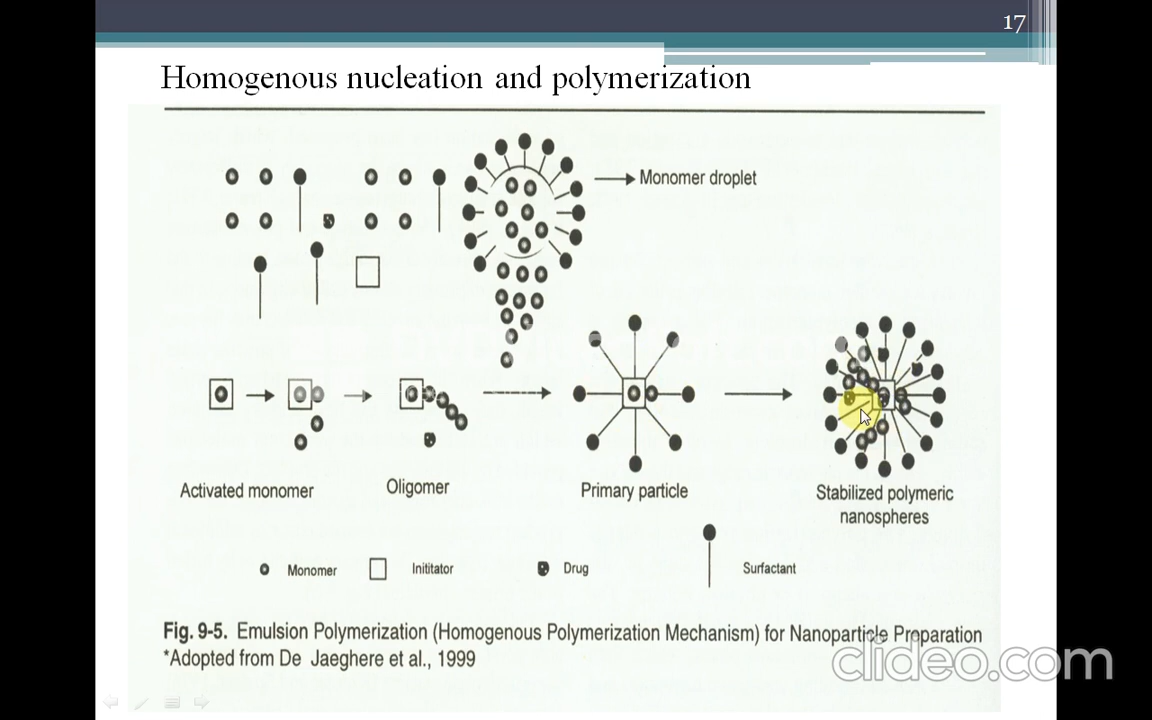 17
Homogenous nucleation and polymerization
Monomer droplet
Activated monomer
Oligomer
Primary particle
Stabilized polymeric
nanospheres
Monomer
Inititator
Drug
Surfactant
Fig. 9-5. Emulsion Polymerization (Homogenous Polymerization Mechanism) for Nanoparticle Preparation
*Adopted from De Jaeghere et al., 1999
clideo.com